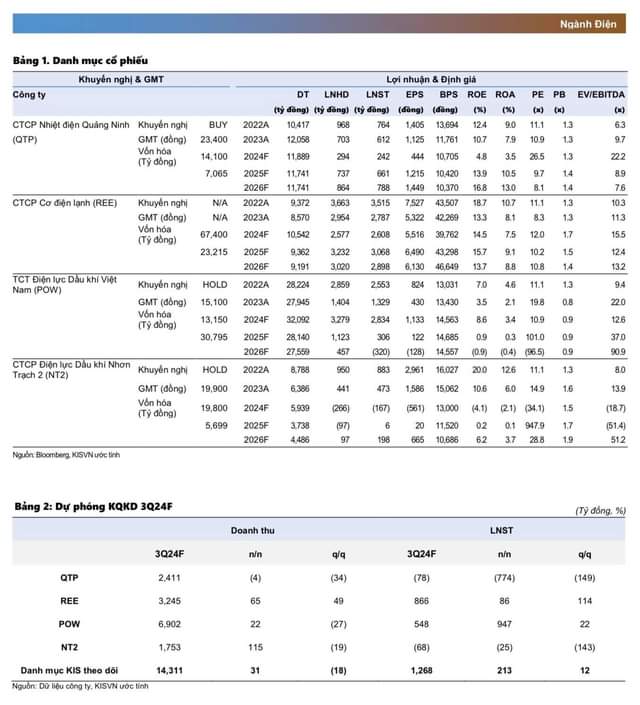 Ngành Điện
Bảng 1. Danh mục cổ phiếu
Khuyến nghị & GMT Lợi nhuận & Định giá
Công ty DT LNHD LNST EPS BPS ROE ROA PE PB EV/EBITDA
(tỷ đồng) (tỷ đồng) (tỷ đồng) (đồng) (đồng) (%) (%) (x) (x) (x)
CTCP Nhiệt điện Quảng Ninh Khuyến nghị BUY 2022A 10,417 968 764 1,405 13,694 12.4 9.0 11.1 1.3 6.3
(QTP) GMT (đồng) 23,400 2023A 12,058 703 612 1,125 11,761 10.7 7.9 10.9 1.3 9.7
Vốn hóa (Tỷ đồng) 14,100 2024F 11,889 294 242 444 10,705 4.8 3.5 26.5 1.3 22.2
7,065 2025F 11,741 737 661 1,215 10,420 13.9 10.5 9.7 1.4 8.9
2026F 11,741 864 788 1,449 10,370 16.8 13.0 8.1 1.4 7.6
CTCP Cơ điện lạnh (REE) Khuyến nghị N/A 2022A 9,372 3,663 3,515 7,527 43,507 18.7 10.7 11.1 1.3 10.3
GMT (đồng) N/A 2023A 8,570 2,954 2,787 5,322 42,269 13.3 8.1 8.3 1.3 11.3
Vốn hóa (Tỷ đồng) 67,400 2024F 10,542 2,577 2,608 5,516 39,762 14.5 7.5 12.0 1.7 15.5
23,215 2025F 9,362 3,232 3,068 6,490 43,298 15.7 9.1 10.2 1.5 12.4
2026F 9,191 3,020 2,898 6,130 46,649 13.7 8.8 10.8 1.4 13.2
TCT Điện lực Dầu khí Việt Nam (POW) Khuyến nghị HOLD 2022A 28,224 2,859 2,553 824 13,031 7.0 4.6 11.1 1.3 9.4
GMT (đồng) 15,100 2023A 27,945 1,404 1,329 430 13,430 3.5 2.1 19.8 0.8 22.0
Vốn hóa (Tỷ đồng) 13,150 2024F 32,092 3,279 2,834 1,133 14,563 8.6 3.4 10.9 0.9 12.6
30,795 2025F 28,140 1,123 306 122 14,685 0.9 0.3 101.0 0.9 37.0
2026F 27,559 457 (320) (128) 14,557 (0.9) (0.4) (96.5) 0.9 90.9
CTCP Điện lực Dầu khí Nhơn Trạch 2 (NT2) Khuyến nghị HOLD 2022A 8,788 950 883 2,961 16,027 20.0 12.6 11.1 1.3 8.0
GMT (đồng) 19,900 2023A 6,386 441 473 1,586 15,062 10.6 6.0 14.9 1.6 13.9
Vốn hóa (Tỷ đồng) 19,800 2024F 5,939 (266) (167) (561) 13,000 (4.1) (2.1) (34.1) 1.5 (18.7)
5,699 2025F 3,738 (97) 6 20 11,520 0.2 0.1 947.9 1.7 (51.4)
2026F 4,486 97 198 665 10,686 6.2 3.7 28.8 1.9 51.2
Nguồn: Bloomberg, KISVN ước tính
Bảng 2: Dự phóng KQKD 3Q24F (Tỷ đồng, %)
Doanh thu LNST
3Q24F n/n q/q 3Q24F n/n q/q
QTP 2,411 (4) (34) (78) (774) (149)
REE 3,245 65 49 866 86 114
POW 6,902 22 (27) 548 947 22
NT2 1,753 115 (19) (68) (25) (143)
Danh mục KIS theo dõi 14,311 31 (18) 1,268 213 12
Nguồn: Dữ liệu công ty, KISVN ước tính